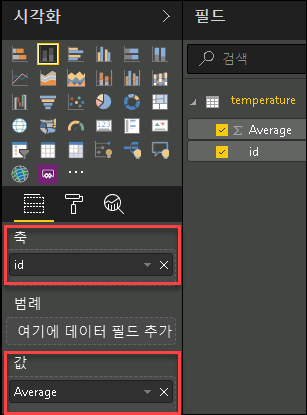 시각화
필드
검색
temperature
Σ Average
id
축
id
범례
여기에 데이터 필드 추가
값
Average